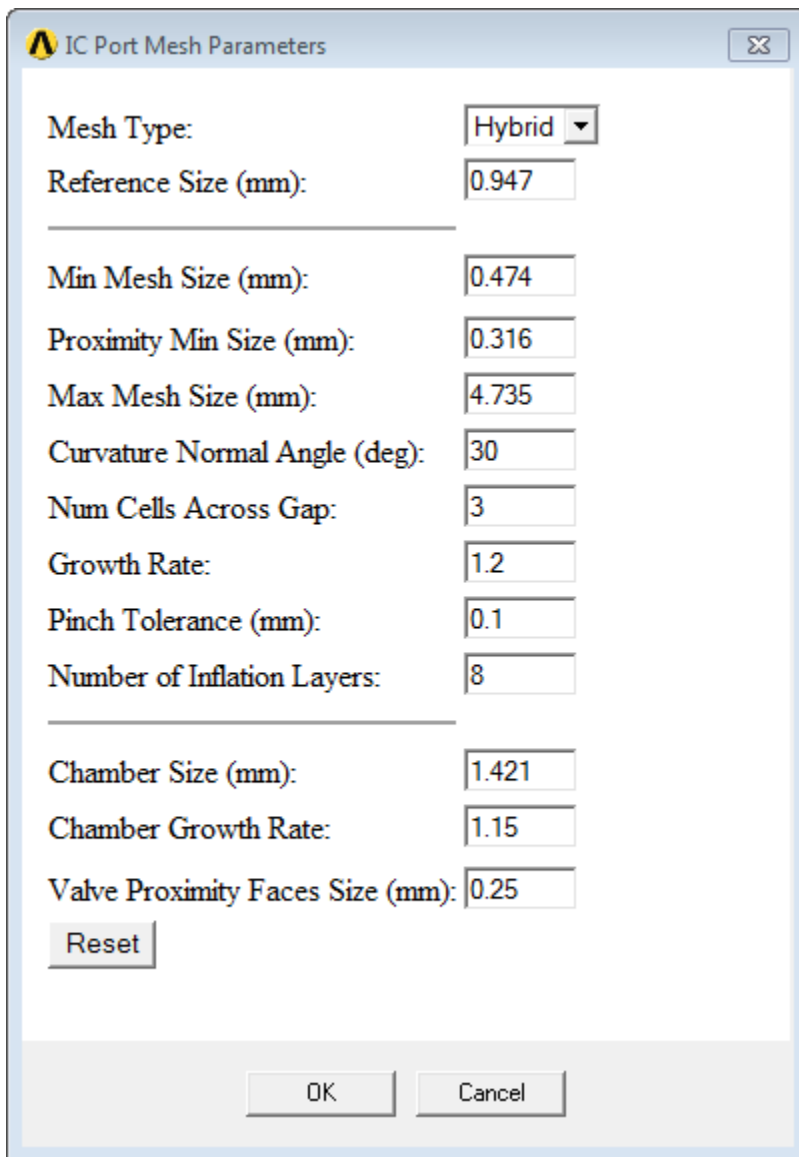 IC Port Mesh Parameters
Mesh Type: Hybrid
Reference Size (mm): 0.947
Min Mesh Size (mm): 0.474
Proximity Min Size (mm): 0.316
Max Mesh Size (mm): 4.735
Curvature Normal Angle (deg): 30
Num Cells Across Gap: 3
Growth Rate: 1.2
Pinch Tolerance (mm): 0.1
Number of Inflation Layers: 8
Chamber Size (mm): 1.421
Chamber Growth Rate: 1.15
Valve Proximity Faces Size (mm): 0.25
Reset
OK Cancel